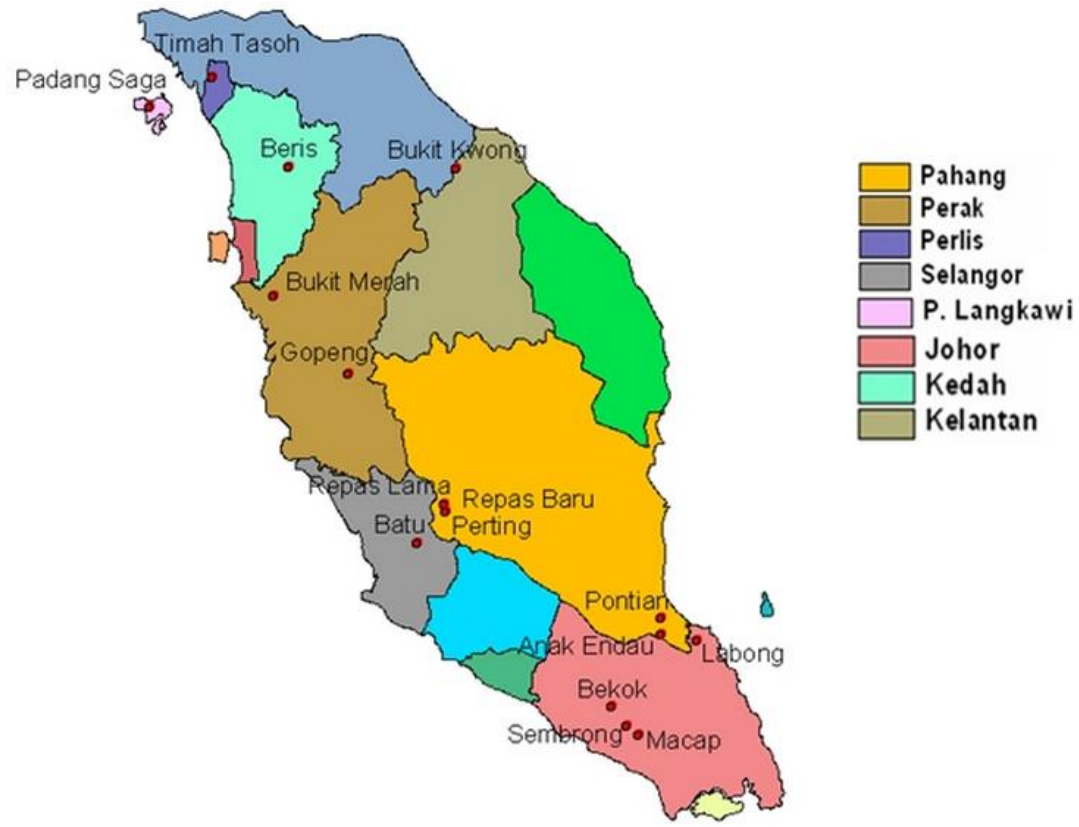 Timah Tasoh
Padang Saga
Beris
Bukit Kwong
Bukit Merah
Gopeng
Repas Lama
Repas Baru
Batu
Perting
Pontian
Anak Endau
Labong
Bekok
Sembrong
Macap
Pahang
Perak
Perlis
Selangor
P. Langkawi
Johor
Kedah
Kelantan